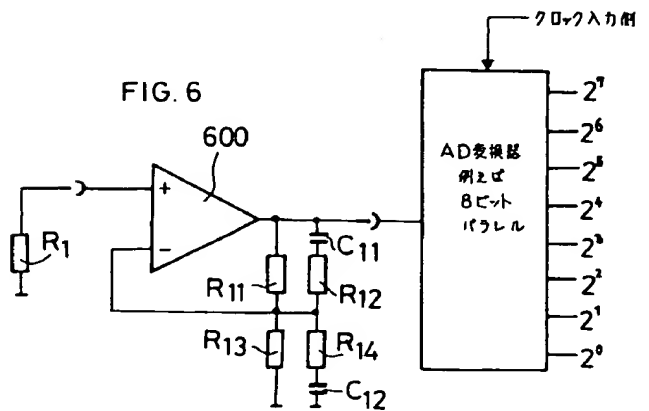 クロック入力側
FIG. 6
600
AD変換認
例えば
8ビット
パラレル
2⁷
2⁶
2⁵
2⁴
2³
2²
2¹
2⁰
+
−
R₁
C₁₁
R₁₁
R₁₂
R₁₃
R₁₄
C₁₂